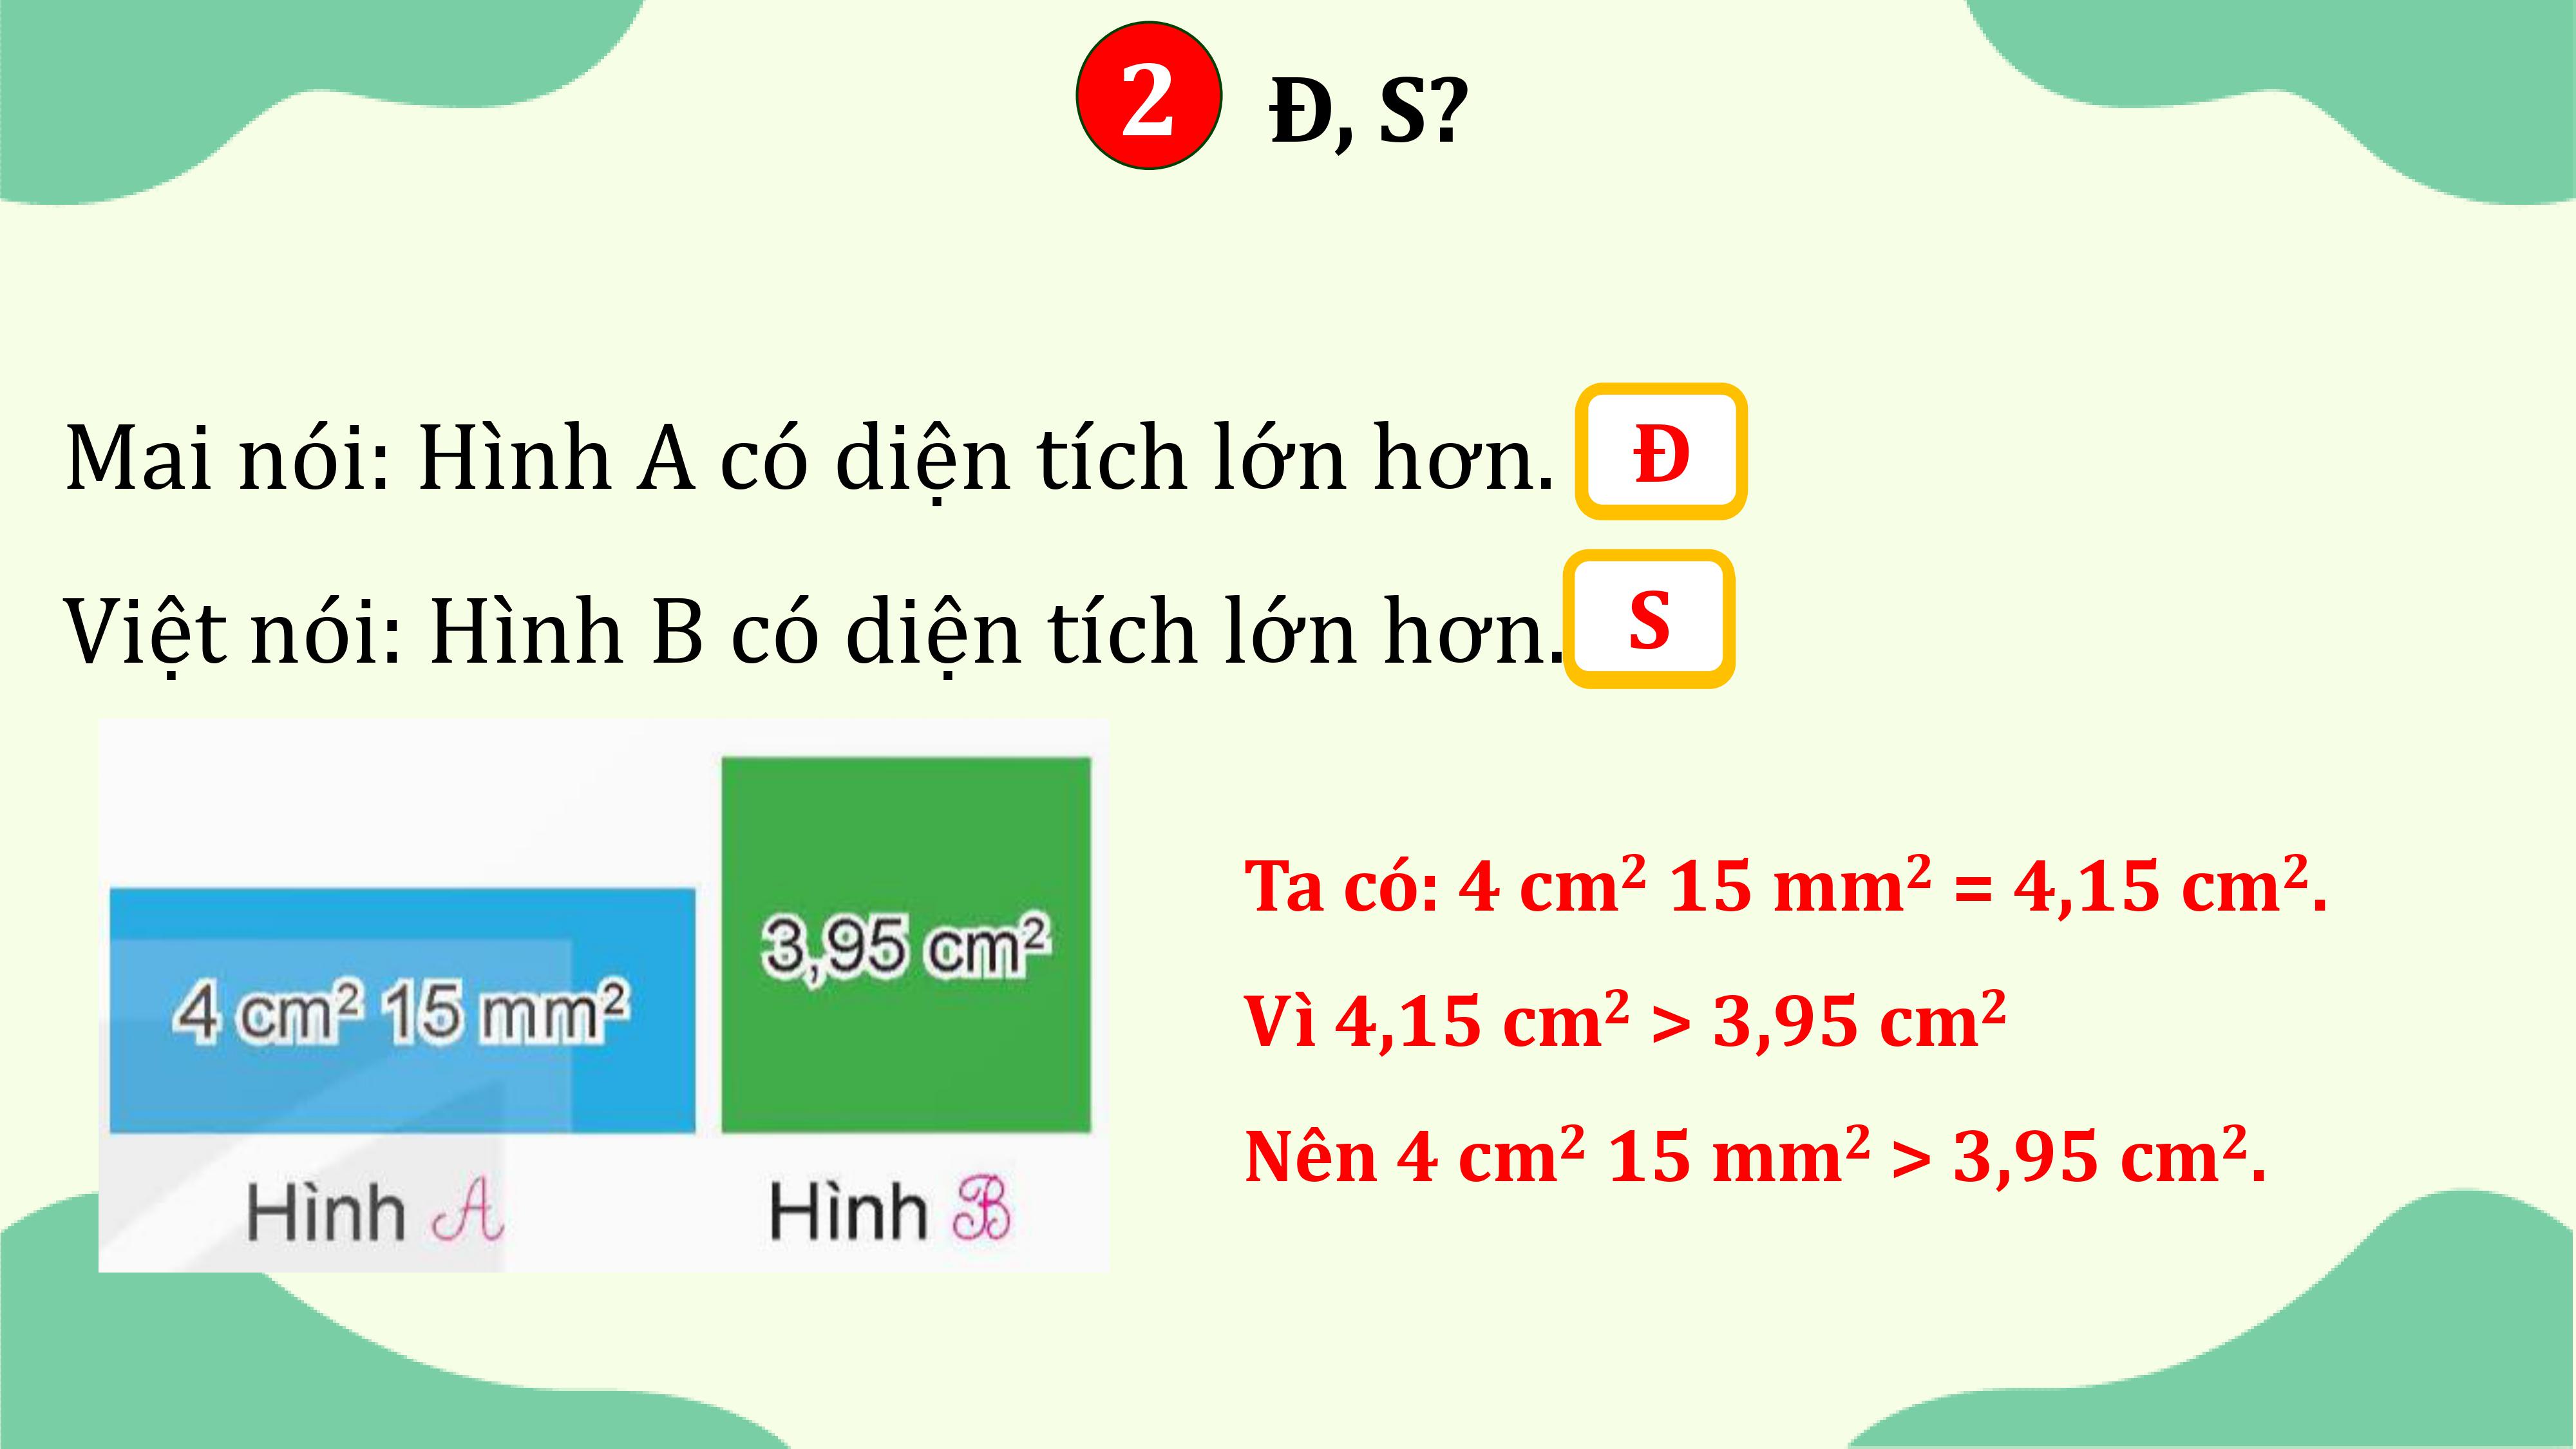 2 Đ, S?
Mai nói: Hình A có diện tích lớn hơn. Đ
Việt nói: Hình B có diện tích lớn hơn. S
3,95 cm²
4 cm² 15 mm²
Hình A
Hình B
Ta có: 4 cm² 15 mm² = 4,15 cm².
Vì 4,15 cm² > 3,95 cm²
Nên 4 cm² 15 mm² > 3,95 cm².